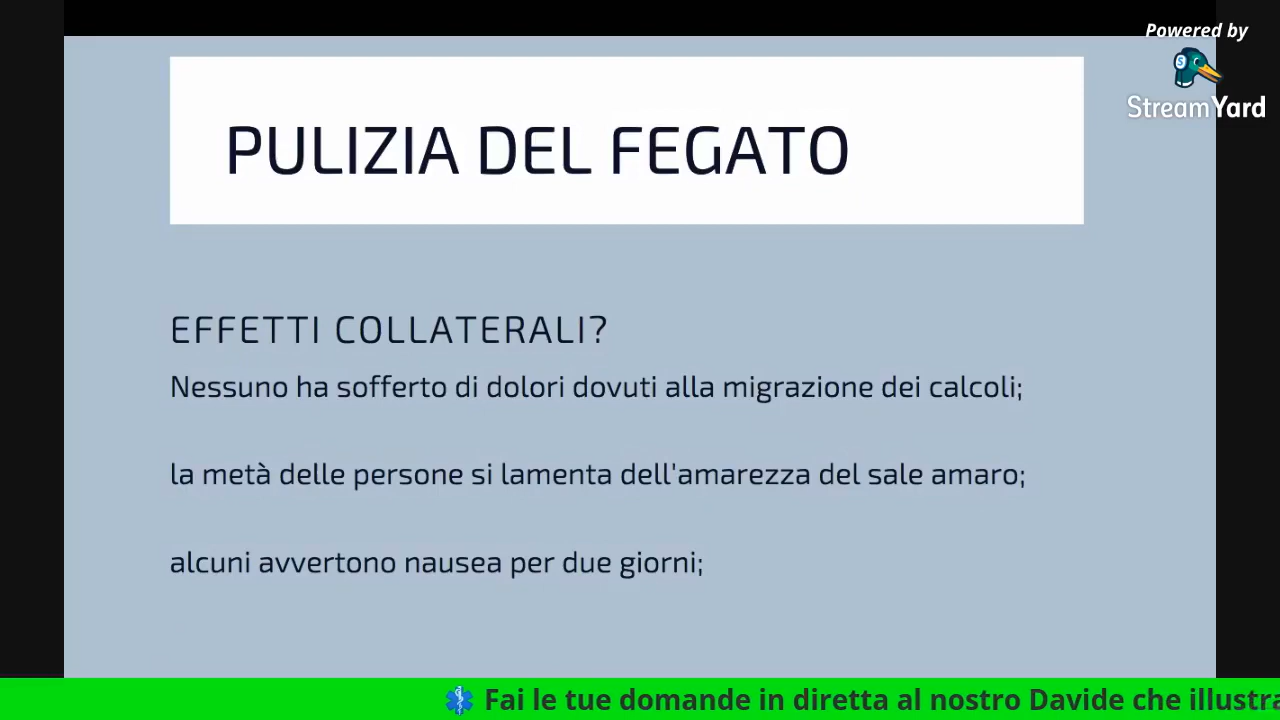 Powered by
StreamYard
PULIZIA DEL FEGATO
EFFETTI COLLATERALI?
Nessuno ha sofferto di dolori dovuti alla migrazione dei calcoli;
la metà delle persone si lamenta dell'amarezza del sale amaro;
alcuni avvertono nausea per due giorni;
Fai le tue domande in diretta al nostro Davide che illustra